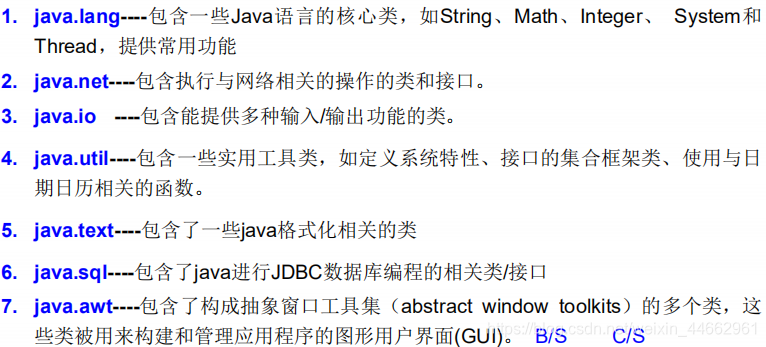 1. java.lang----包含一些Java语言的核心类，如String、Math、Integer、 System和
Thread，提供常用功能
2. java.net----包含执行与网络相关的操作的类和接口。
3. java.io ----包含能提供多种输入/输出功能的类。
4. java.util----包含一些实用工具类，如定义系统特性、接口的集合框架类、使用与日
期日历相关的函数。
5. java.text----包含了一些java格式化相关的类
6. java.sql----包含了java进行JDBC数据库编程的相关类/接口
7. java.awt----包含了构成抽象窗口工具集（abstract window toolkits）的多个类，这
些类被用来构建和管理应用程序的图形用户界面(GUI)。 B/S C/S
https://blog.csdn.net/weixin_44662961